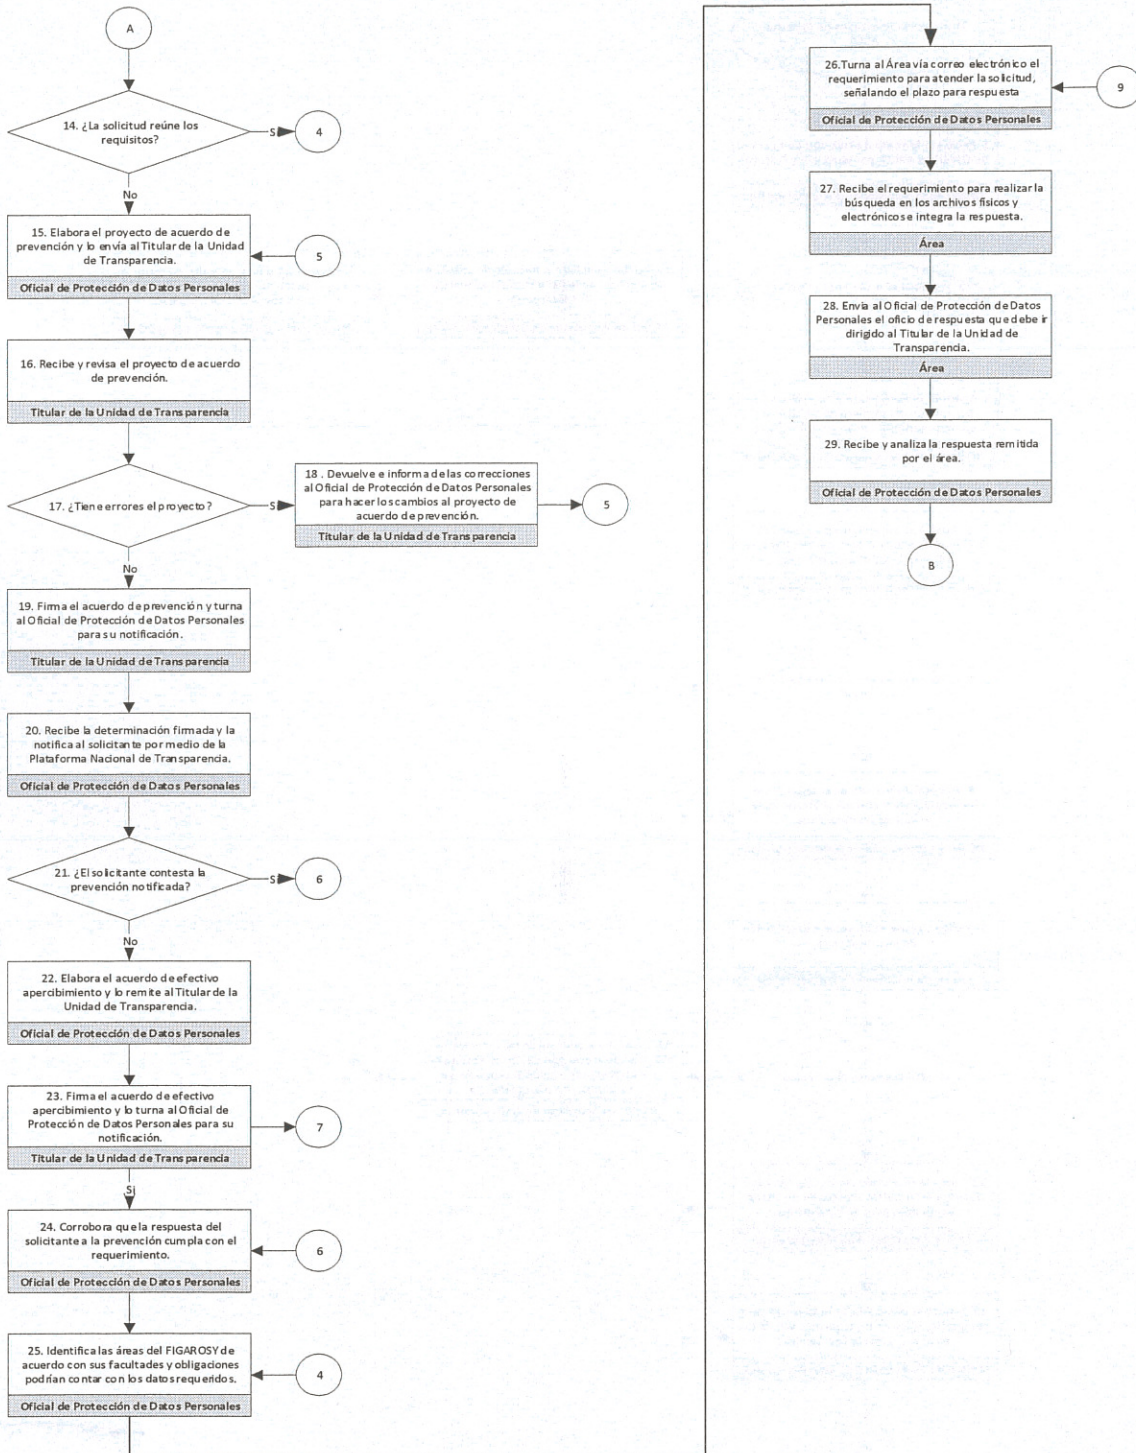 A
14. ¿La solicitud reúne los
requisitos?
S
4
No
15. Elabora el proyecto de acuerdo de
prevención y lo envía al Titular de la Unidad
de Transparencia.
Oficial de Protección de Datos Personales
5
16. Recibe y revisa el proyecto de acuerdo
de prevención.
Titular de la Unidad de Transparencia
17. ¿Tiene errores el proyecto?
S
18 . Devuelve e informa de las correcciones
al Oficial de Protección de Datos Personales
para hacer los cambios al proyecto de
acuerdo de prevención.
Titular de la Unidad de Transparencia
5
No
19. Firma el acuerdo de prevención y turna
al Oficial de Protección de Datos Personales
para su notificación.
Titular de la Unidad de Transparencia
20. Recibe la determinación firmada y la
notifica al solicitante por medio de la
Plataforma Nacional de Transparencia.
Oficial de Protección de Datos Personales
21. ¿El solicitante contesta la
prevención notificada?
S
6
No
22. Elabora el acuerdo de efectivo
apercibimiento y lo remite al Titular de la
Unidad de Transparencia.
Oficial de Protección de Datos Personales
23. Firma el acuerdo de efectivo
apercibimiento y lo turna al Oficial de
Protección de Datos Personales para su
notificación.
Titular de la Unidad de Transparencia
7
Si
24. Corrobora que la respuesta del
solicitante a la prevención cumpla con el
requerimiento.
Oficial de Protección de Datos Personales
6
25. Identifica las áreas del FIGAROSY de
acuerdo con sus facultades y obligaciones
podrían contar con los datos requeridos.
Oficial de Protección de Datos Personales
4
26.Turna al Área vía correo electrónico el
requerimiento para atender la solicitud,
señalando el plazo para respuesta
Oficial de Protección de Datos Personales
9
27. Recibe el requerimiento para realizar la
búsqueda en los archivos físicos y
electrónicos e integra la respuesta.
Área
28. Envía al Oficial de Protección de Datos
Personales el oficio de respuesta que debe ir
dirigido al Titular de la Unidad de
Transparencia.
Área
29. Recibe y analiza la respuesta remitida
por el área.
Oficial de Protección de Datos Personales
B